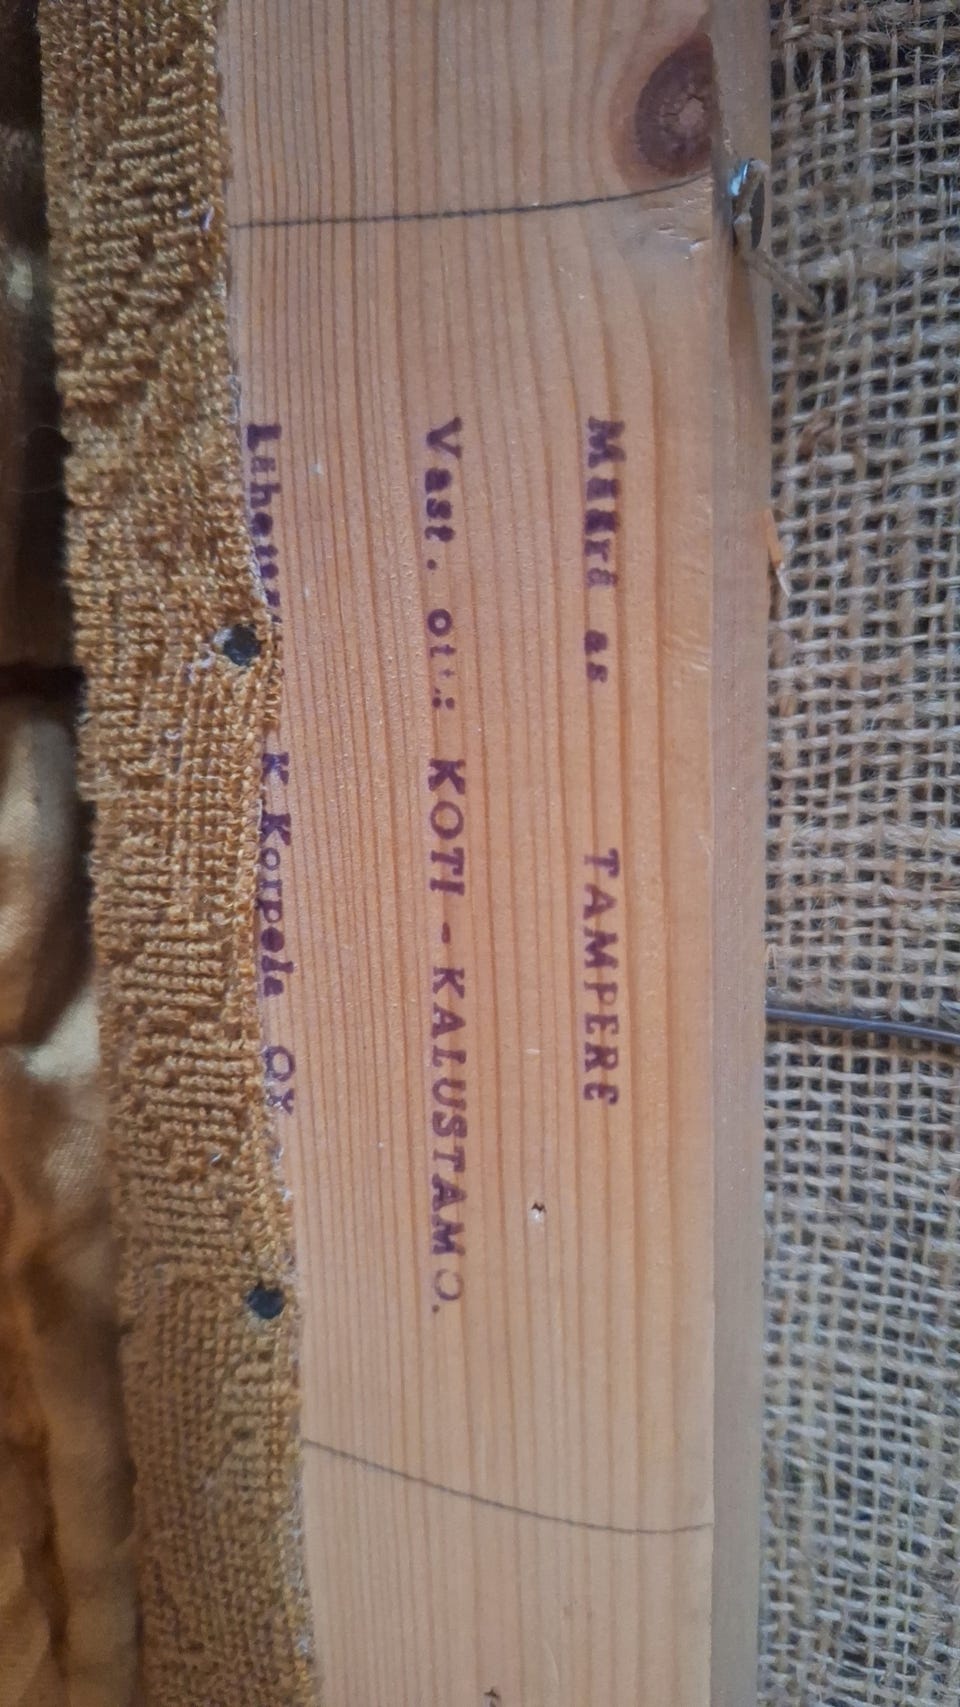 Määrä as TAMPERE
Vast. ott.: KOTI-KALUSTAMO.
K Korpela OY